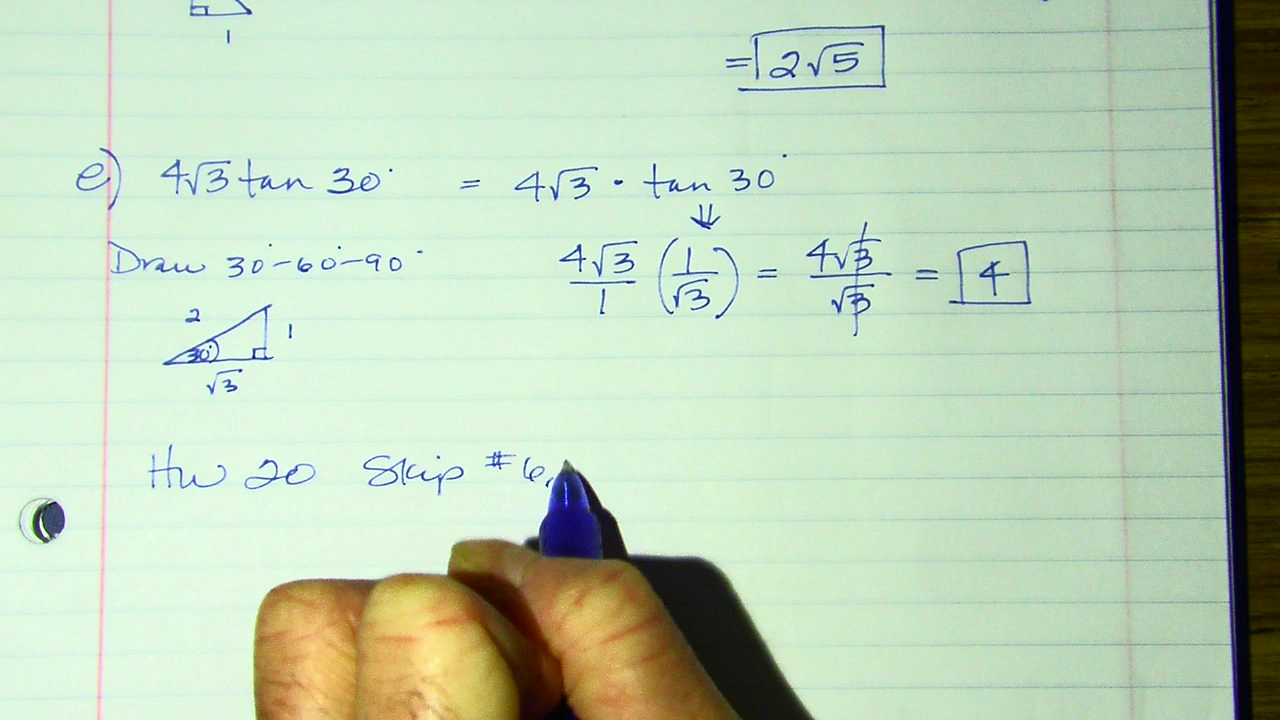 1
= 2√5
e) 4√3 tan 30° = 4√3 · tan 30°
⇓
Draw 30°-60°-90° 4√3/1 (1/√3) = 4√3/√3 = 4
2 1
30°
√3
Hw 20 Skip #6,